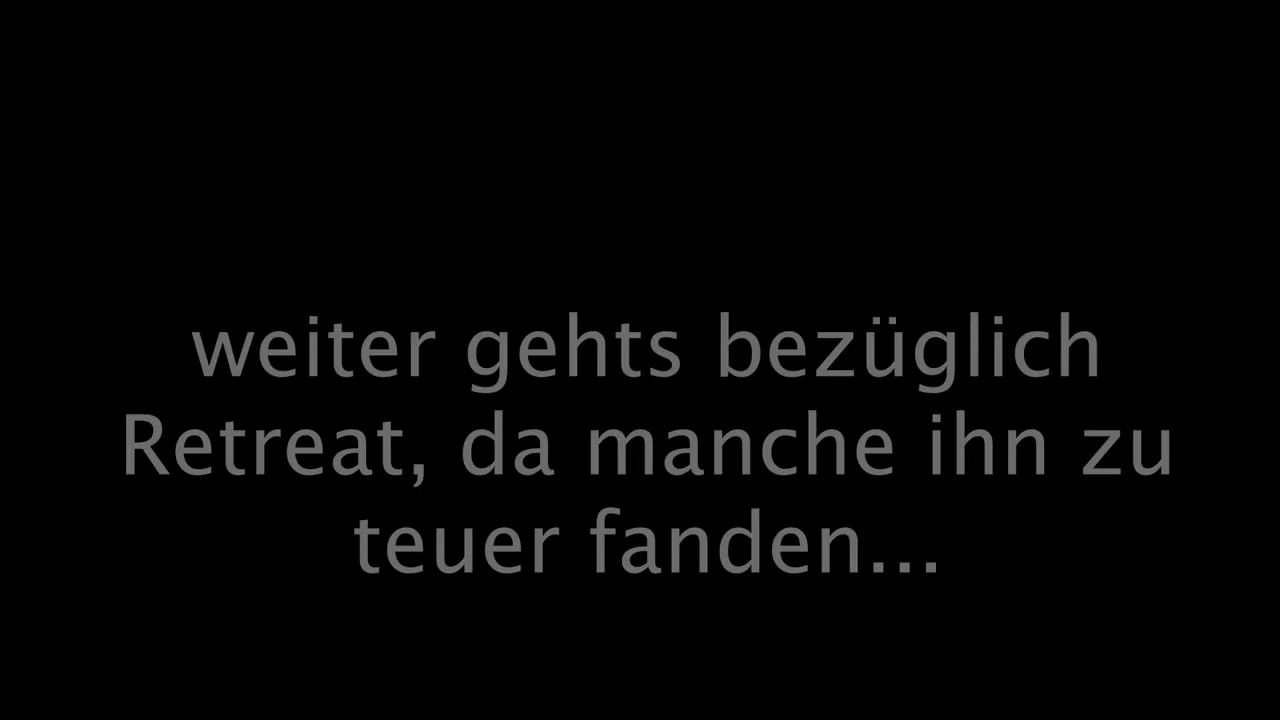 weiter gehts bezüglich
Retreat, da manche ihn zu
teuer fanden...